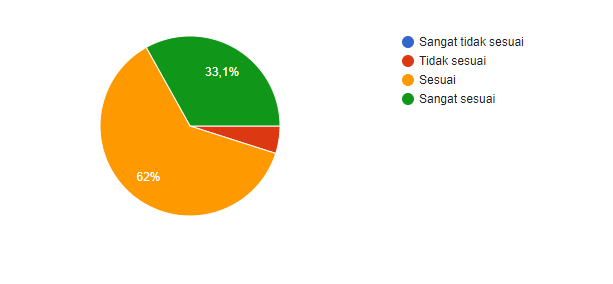 33,1%
62%
Sangat tidak sesuai
Tidak sesuai
Sesuai
Sangat sesuai